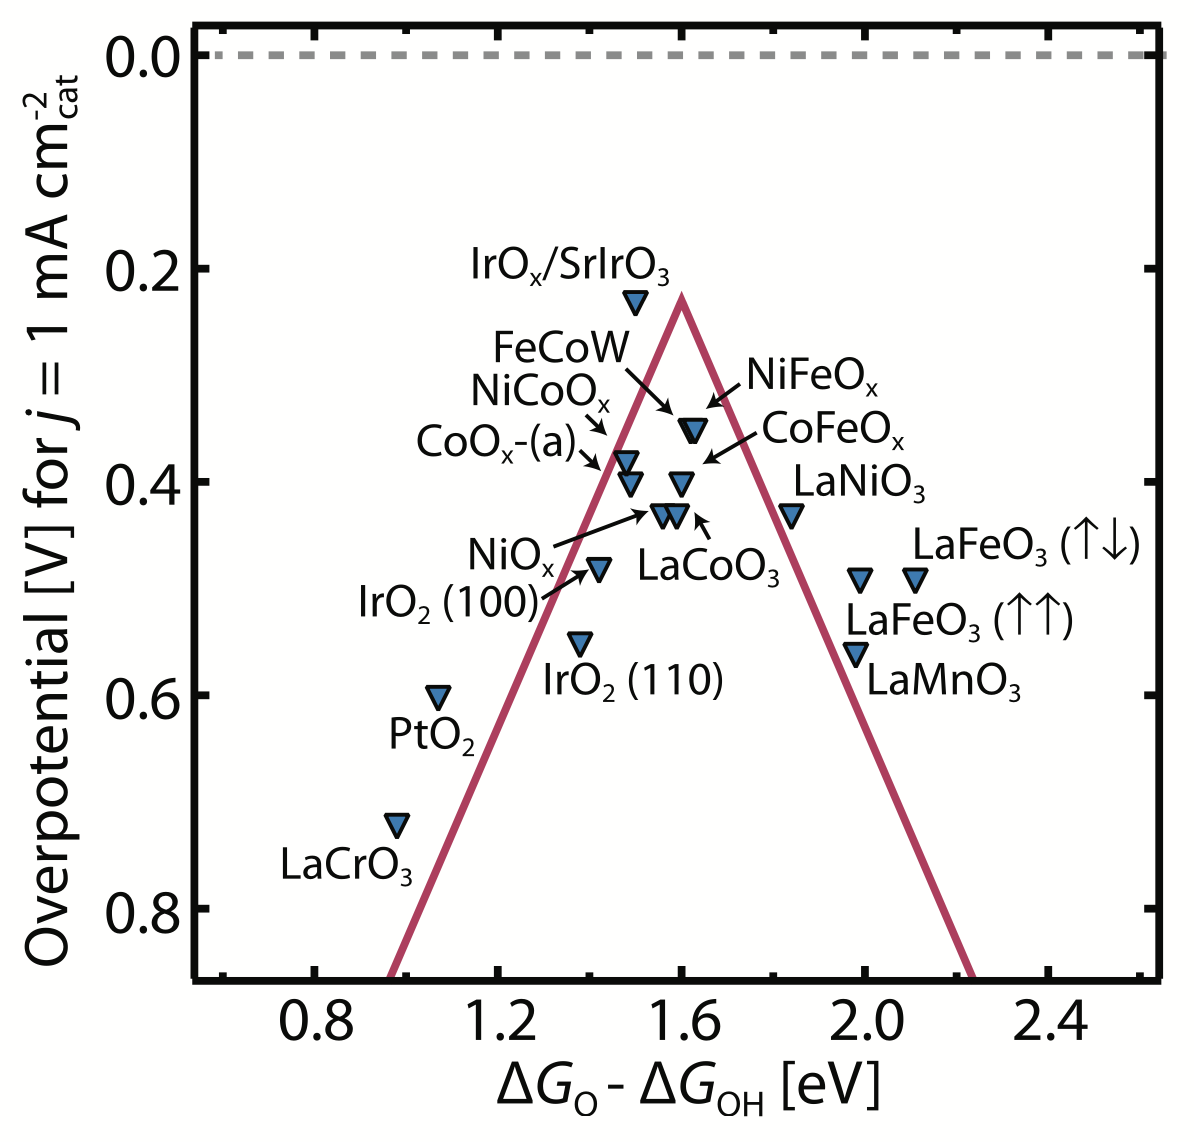 Overpotential [V] for j = 1 mA cm⁻²cat
0.0
0.2
0.4
0.6
0.8
IrOₓ/SrIrO₃
FeCoW
NiFeOₓ
NiCoOₓ
CoOₓ-(a)
CoFeOₓ
LaNiO₃
NiOₓ
LaCoO₃
LaFeO₃ (↑↓)
IrO₂ (100)
LaFeO₃ (↑↑)
IrO₂ (110)
LaMnO₃
PtO₂
LaCrO₃
0.8 1.2 1.6 2.0 2.4
ΔG_O - ΔG_OH [eV]